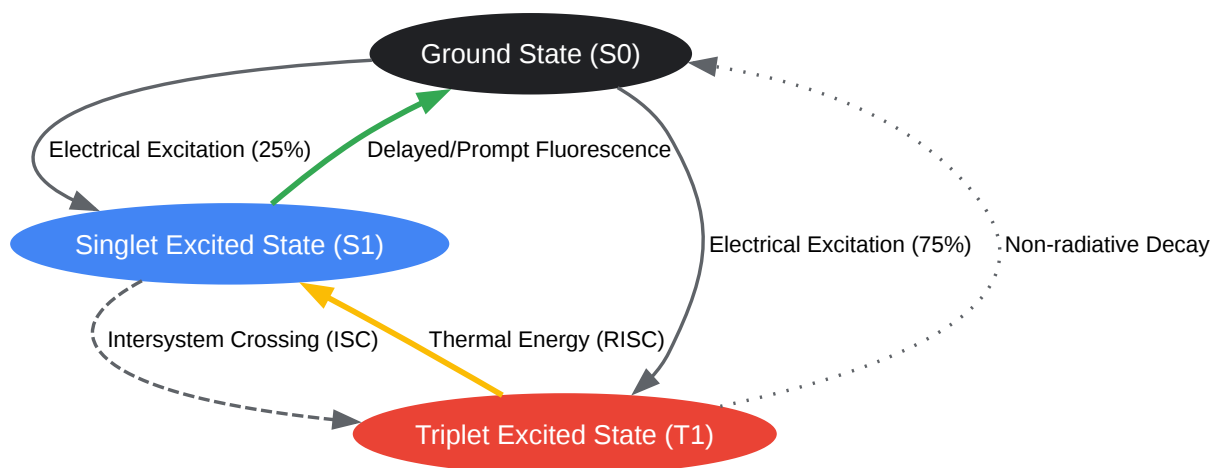 Ground State (S0)
Electrical Excitation (25%)
Delayed/Prompt Fluorescence
Singlet Excited State (S1)
Electrical Excitation (75%)
Non-radiative Decay
Intersystem Crossing (ISC)
Thermal Energy (RISC)
Triplet Excited State (T1)